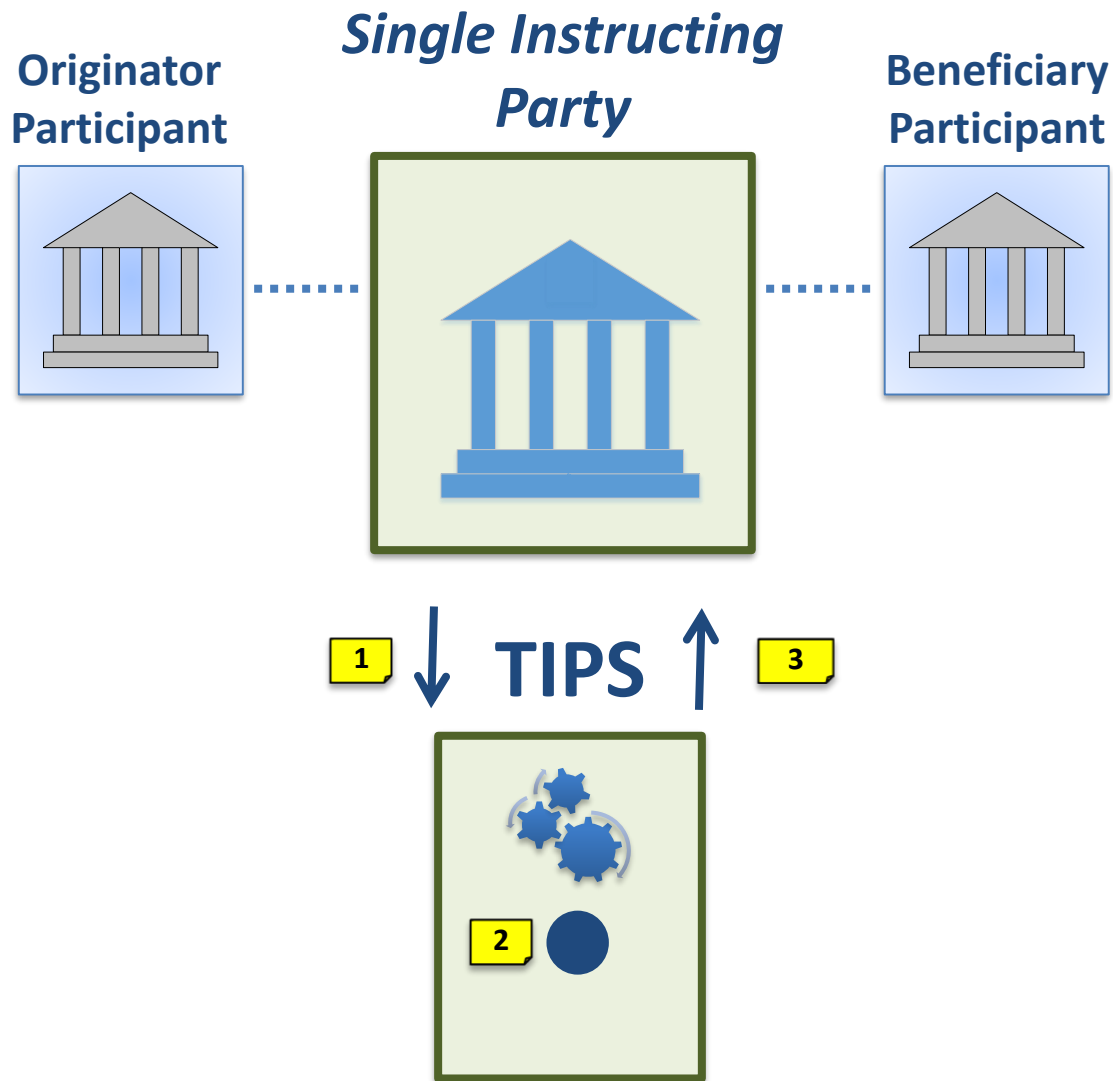 Single Instructing
Party
Originator
Participant
Beneficiary
Participant
1
TIPS
3
2